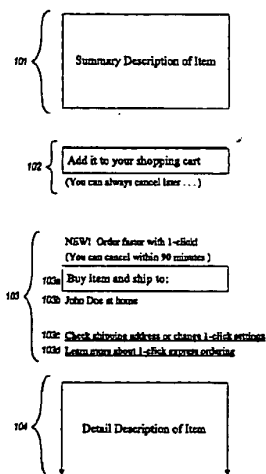 101
Summary Description of Item
102
Add it to your shopping cart
(You can always cancel later . . .)
103
NEW! Order faster with 1-click!
(You can cancel within 90 minutes )
103a
Buy item and ship to:
103b John Doe at home
103c Check shipping address or change 1-click settings
103d Learn more about 1-click express ordering
104
Detail Description of Item